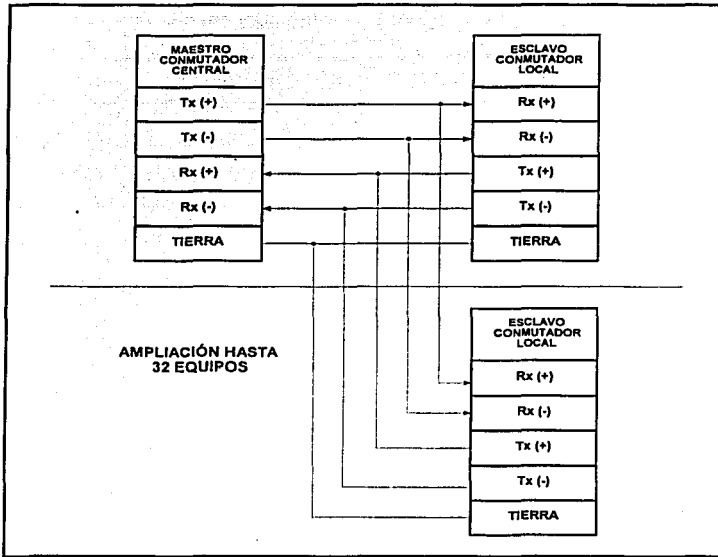 MAESTRO
CONMUTADOR
CENTRAL
Tx (+)
Tx (-)
Rx (+)
Rx (-)
TIERRA
ESCLAVO
CONMUTADOR
LOCAL
Rx (+)
Rx (-)
Tx (+)
Tx (-)
TIERRA
AMPLIACIÓN HASTA
32 EQUIPOS
ESCLAVO
CONMUTADOR
LOCAL
Rx (+)
Rx (-)
Tx (+)
Tx (-)
TIERRA